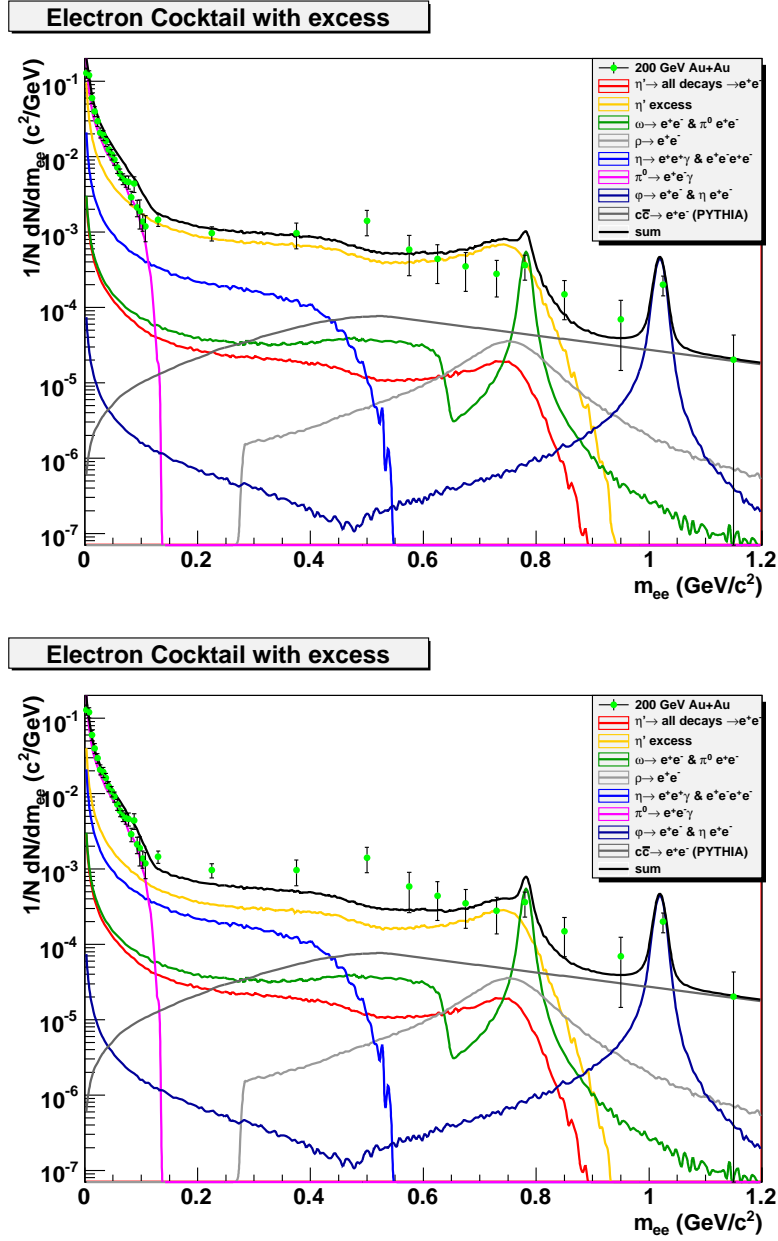 Electron Cocktail with excess
1/N dN/dm_ee (c²/GeV)
10⁻¹
10⁻²
10⁻³
10⁻⁴
10⁻⁵
10⁻⁶
10⁻⁷
200 GeV Au+Au
η'→ all decays →e⁺e⁻
η' excess
ω→ e⁺e⁻ & π⁰ e⁺e⁻
ρ→ e⁺e⁻
η→ e⁺e⁺γ & e⁺e⁻e⁺e⁻
π⁰→ e⁺e⁻γ
φ→ e⁺e⁻ & η e⁺e⁻
cc̅→ e⁺e⁻ (PYTHIA)
sum
0 0.2 0.4 0.6 0.8 1 1.2
m_ee (GeV/c²)
Electron Cocktail with excess
1/N dN/dm_ee (c²/GeV)
10⁻¹
10⁻²
10⁻³
10⁻⁴
10⁻⁵
10⁻⁶
10⁻⁷
200 GeV Au+Au
η'→ all decays →e⁺e⁻
η' excess
ω→ e⁺e⁻ & π⁰ e⁺e⁻
ρ→ e⁺e⁻
η→ e⁺e⁺γ & e⁺e⁻e⁺e⁻
π⁰→ e⁺e⁻γ
φ→ e⁺e⁻ & η e⁺e⁻
cc̅→ e⁺e⁻ (PYTHIA)
sum
0 0.2 0.4 0.6 0.8 1 1.2
m_ee (GeV/c²)